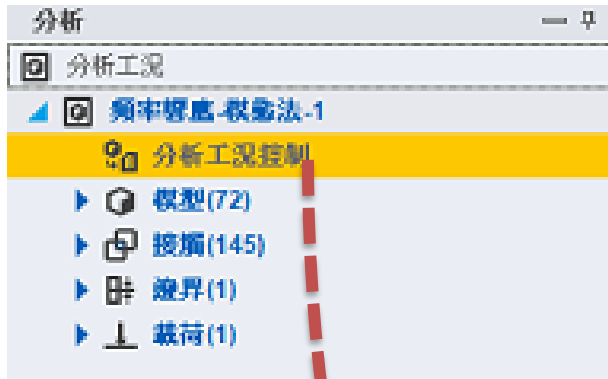 分析
分析工況
頻率響應-模態法-1
分析工況控制
模型(72)
接觸(145)
邊界(1)
載荷(1)